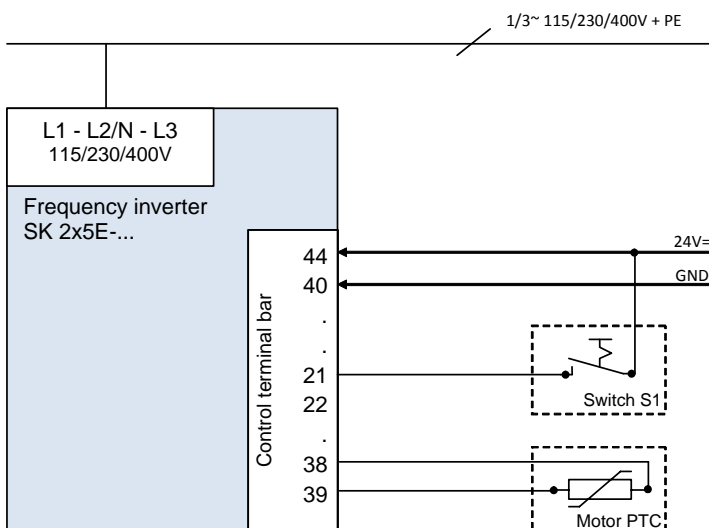 1/3~ 115/230/400V + PE
L1 - L2/N - L3
115/230/400V
Frequency inverter
SK 2x5E-...
Control terminal bar
44
24V=
40
GND
.
.
21
Switch S1
22
.
38
39
Motor PTC